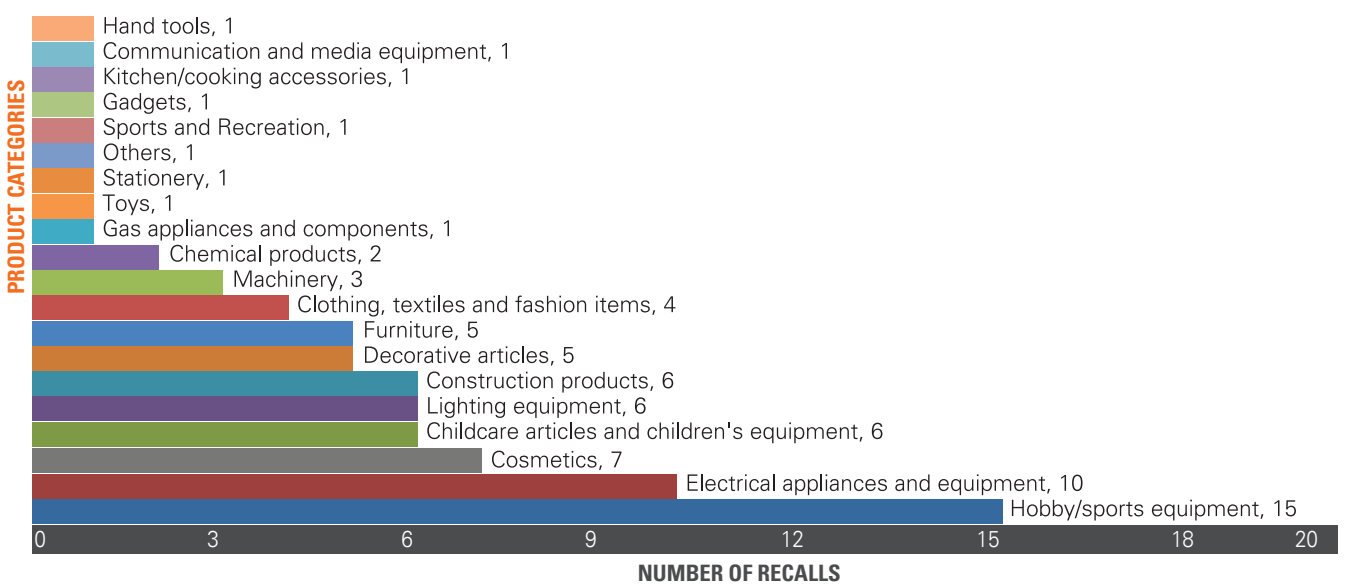 PRODUCT CATEGORIES
Hand tools, 1
Communication and media equipment, 1
Kitchen/cooking accessories, 1
Gadgets, 1
Sports and Recreation, 1
Others, 1
Stationery, 1
Toys, 1
Gas appliances and components, 1
Chemical products, 2
Machinery, 3
Clothing, textiles and fashion items, 4
Furniture, 5
Decorative articles, 5
Construction products, 6
Lighting equipment, 6
Childcare articles and children's equipment, 6
Cosmetics, 7
Electrical appliances and equipment, 10
Hobby/sports equipment, 15
0 3 6 9 12 15 18 20
NUMBER OF RECALLS